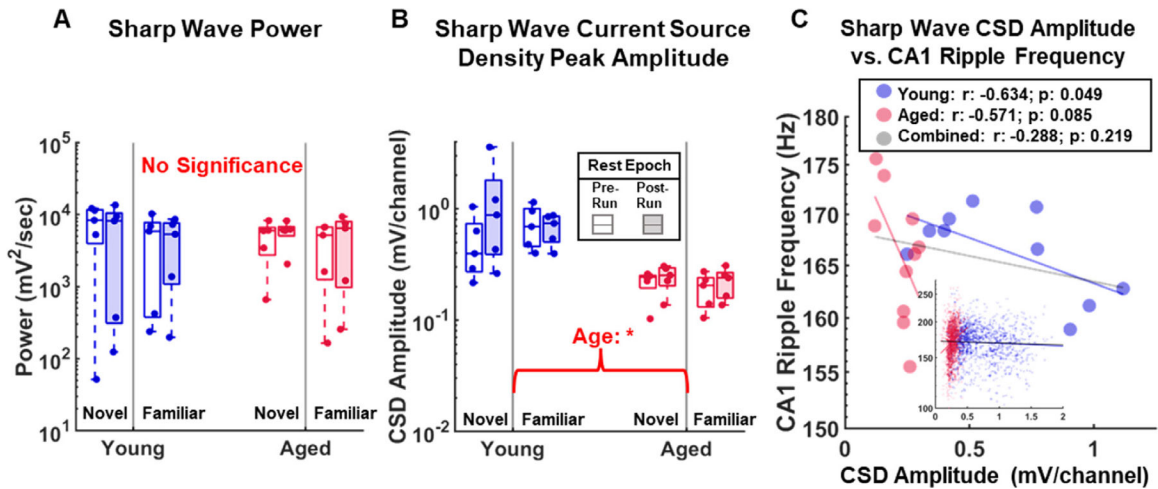 A
Sharp Wave Power
Power (mV2/sec)
10^5
10^4
10^3
10^2
10^1
No Significance
Novel
Familiar
Novel
Familiar
Young
Aged
B
Sharp Wave Current Source
Density Peak Amplitude
CSD Amplitude (mV/channel)
10^0
10^-1
10^-2
Rest Epoch
Pre-
Run
Post-
Run
Age: *
Novel
Familiar
Novel
Familiar
Young
Aged
C
Sharp Wave CSD Amplitude
vs. CA1 Ripple Frequency
Young: r: -0.634; p: 0.049
Aged: r: -0.571; p: 0.085
Combined: r: -0.288; p: 0.219
CA1 Ripple Frequency (Hz)
180
175
170
165
160
155
150
250
200
150
100
0 0.5 1 1.5 2
0 0.5 1
CSD Amplitude (mV/channel)